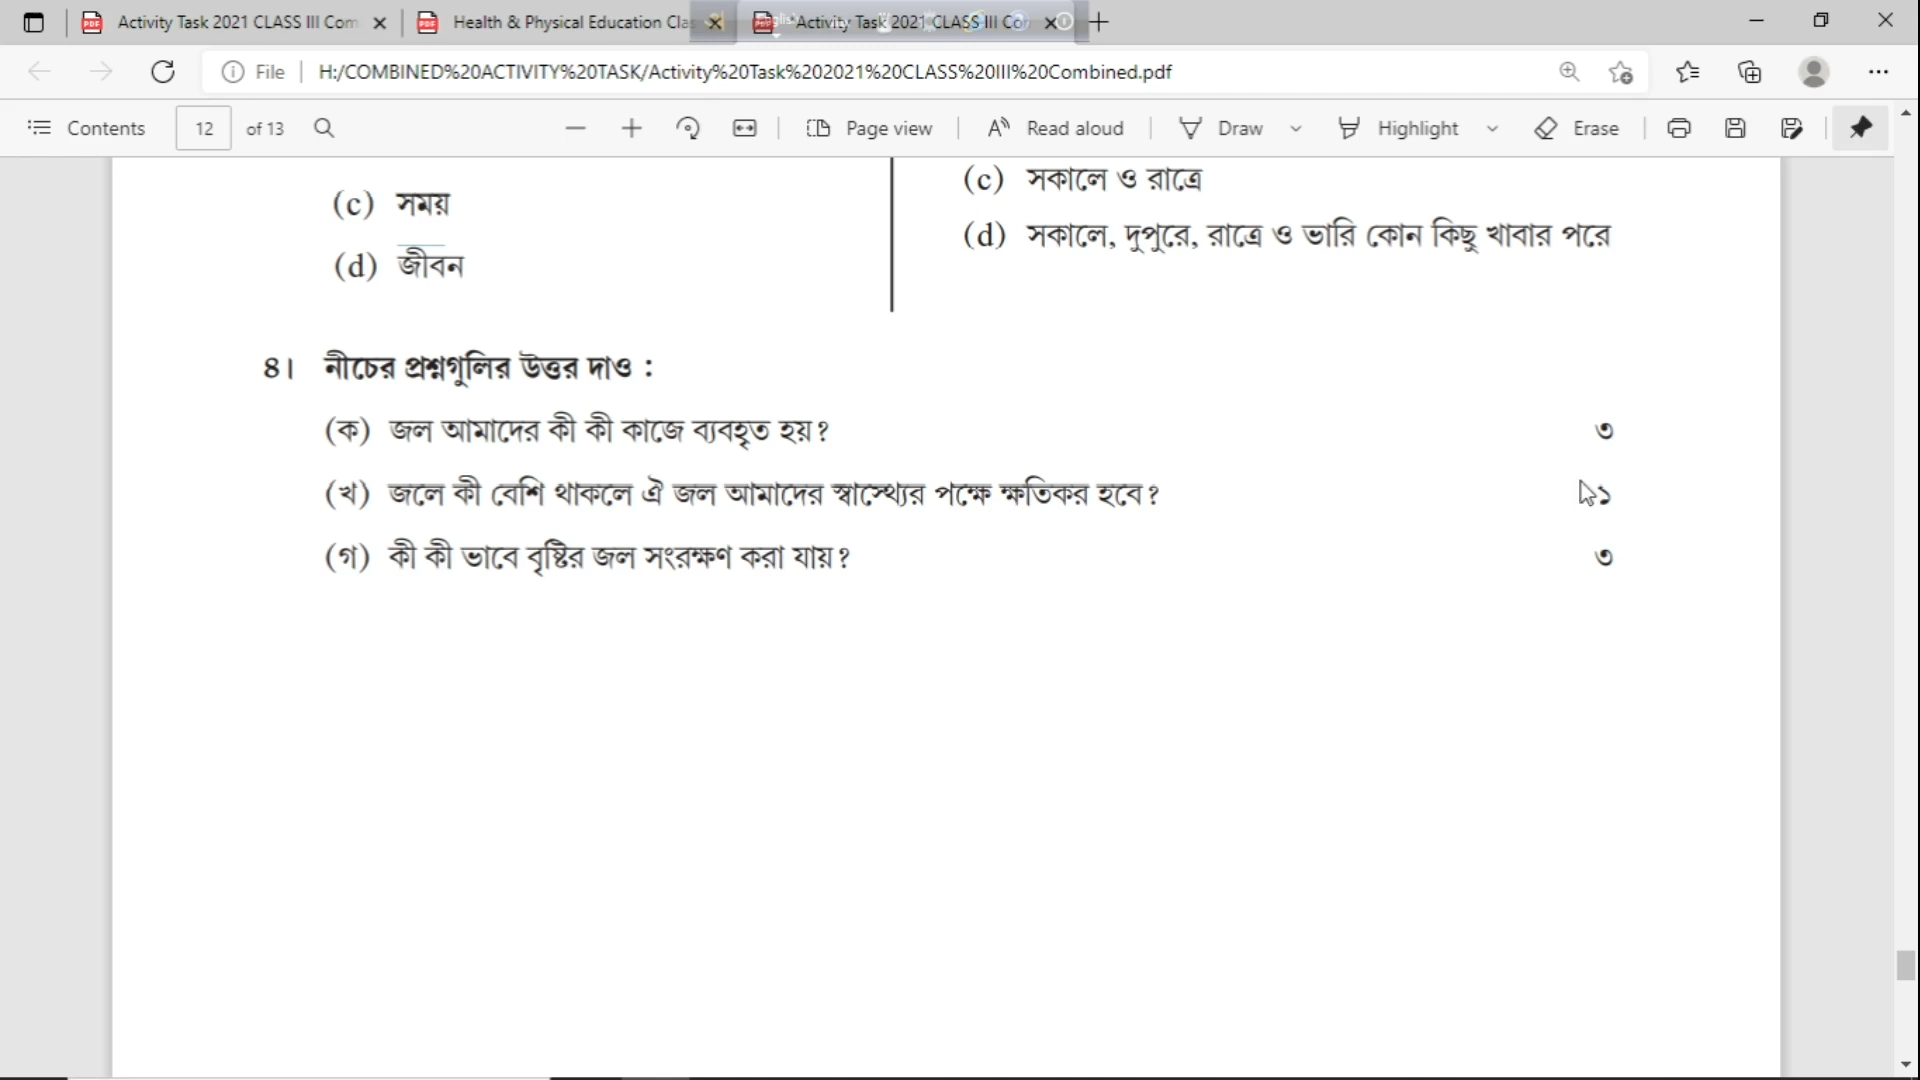 Activity Task 2021 CLASS III Com
Health & Physical Education Cla
Activity Task 2021 CLASS III Co
File
H:/COMBINED%20ACTIVITY%20TASK/Activity%20Task%202021%20CLASS%20III%20Combined.pdf
Contents 12 of 13 Page view Read aloud Draw Highlight Erase
(c) সময়
(d) জীবন
(c) সকালে ও রাত্রে
(d) সকালে, দুপুরে, রাত্রে ও ভারি কোন কিছু খাবার পরে
৪। নীচের প্রশ্নগুলির উত্তর দাও :
(ক) জল আমাদের কী কী কাজে ব্যবহৃত হয়? ৩
(খ) জলে কী বেশি থাকলে ঐ জল আমাদের স্বাস্থ্যের পক্ষে ক্ষতিকর হবে? ১
(গ) কী কী ভাবে বৃষ্টির জল সংরক্ষণ করা যায়? ৩